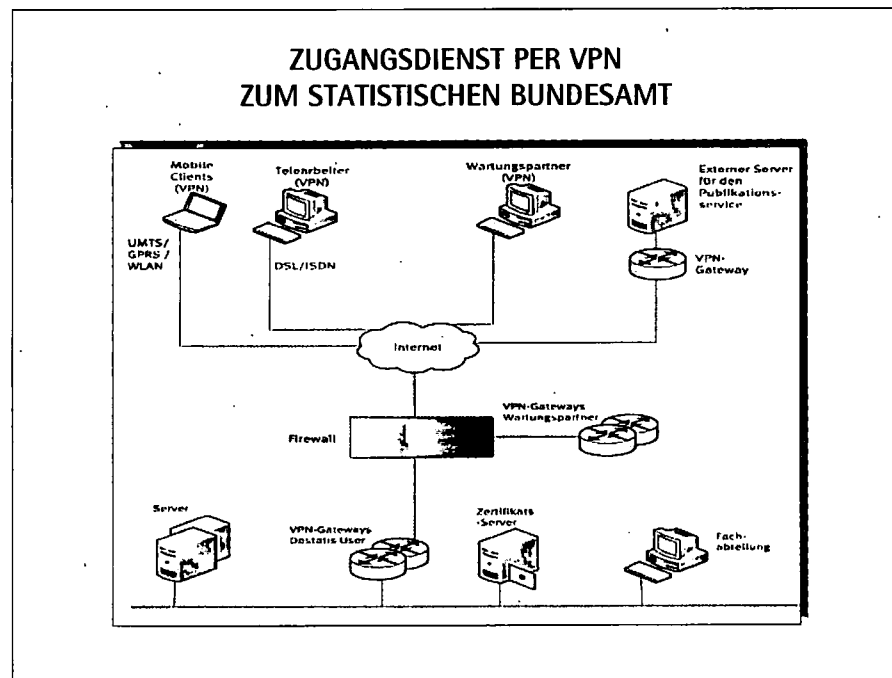 ZUGANGSDIENST PER VPN
ZUM STATISTISCHEN BUNDESAMT
Mobile
Clients
(VPN)
Telearbeiter
(VPN)
Wartungspartner
(VPN)
Externer Server
für den
Publikations-
service
UMTS/
GPRS /
WLAN
DSL/ISDN
VPN-
Gateway
Internet
VPN-Gateways
Wartungspartner
Firewall
Server
VPN-Gateways
Destatis User
Zertifikats
-Server
Fach-
abteilung